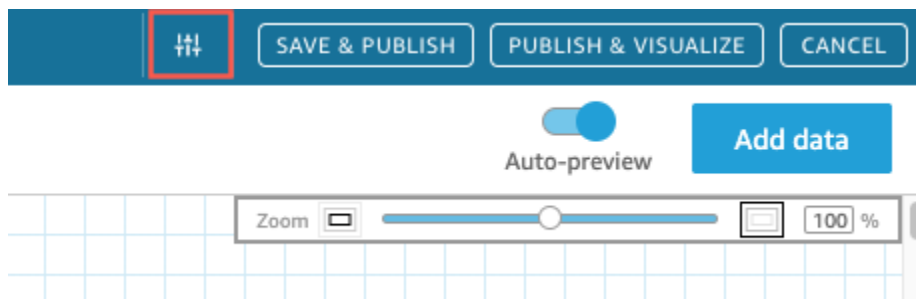 SAVE & PUBLISH PUBLISH & VISUALIZE CANCEL
Auto-preview Add data
Zoom 100 %